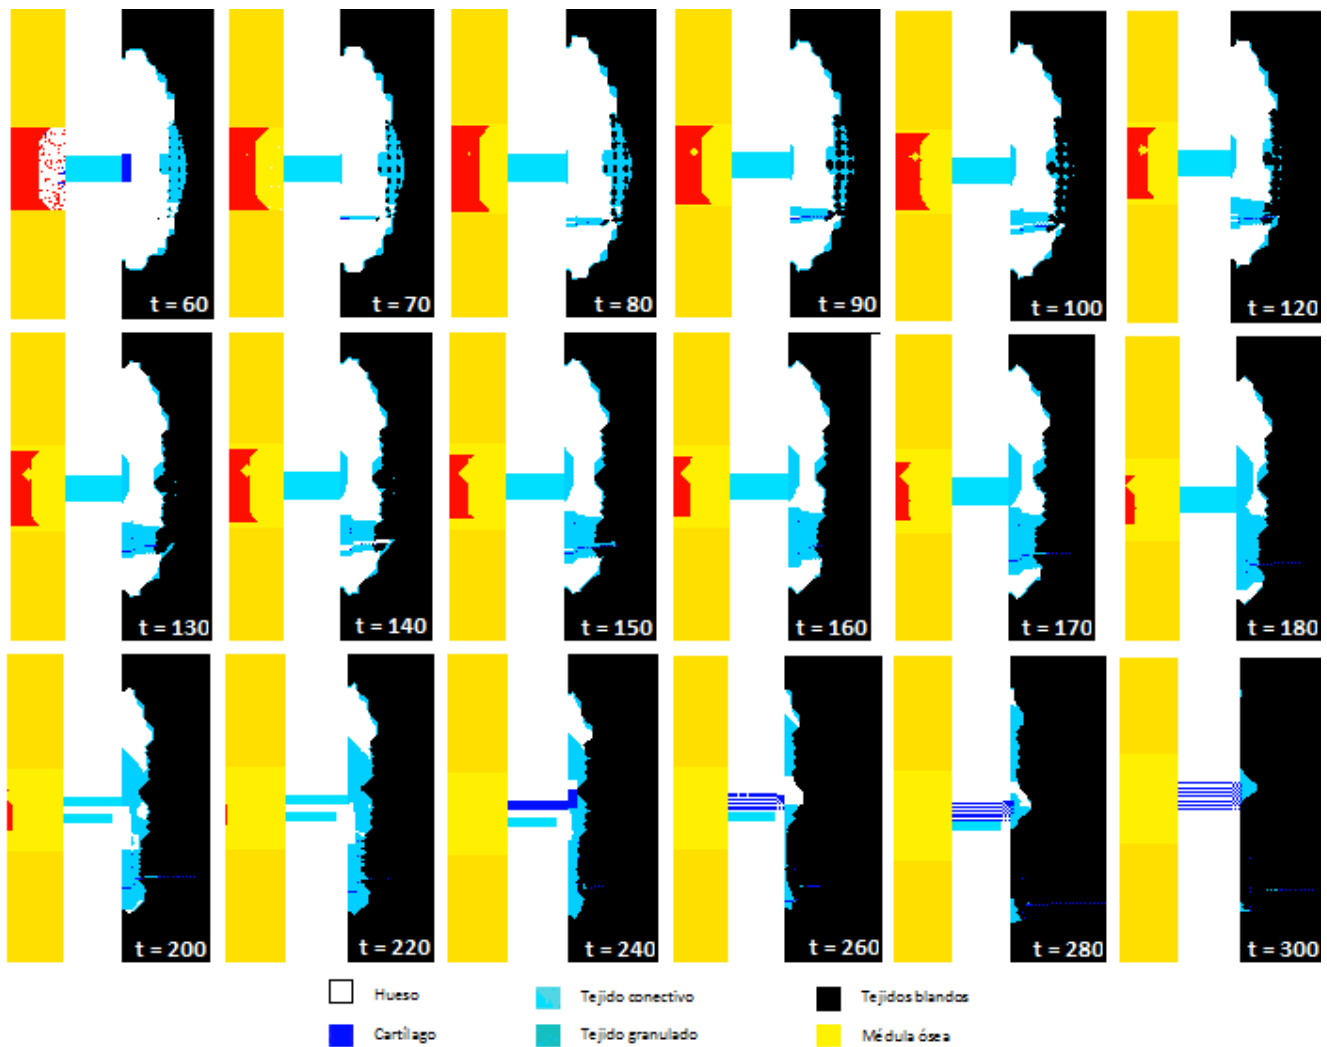 t = 60 t = 70 t = 80 t = 90 t = 100 t = 120
t = 130 t = 140 t = 150 t = 160 t = 170 t = 180
t = 200 t = 220 t = 240 t = 260 t = 280 t = 300
Hueso Tejido conectivo Tejidos blandos
Cartílago Tejido granulado Médula ósea